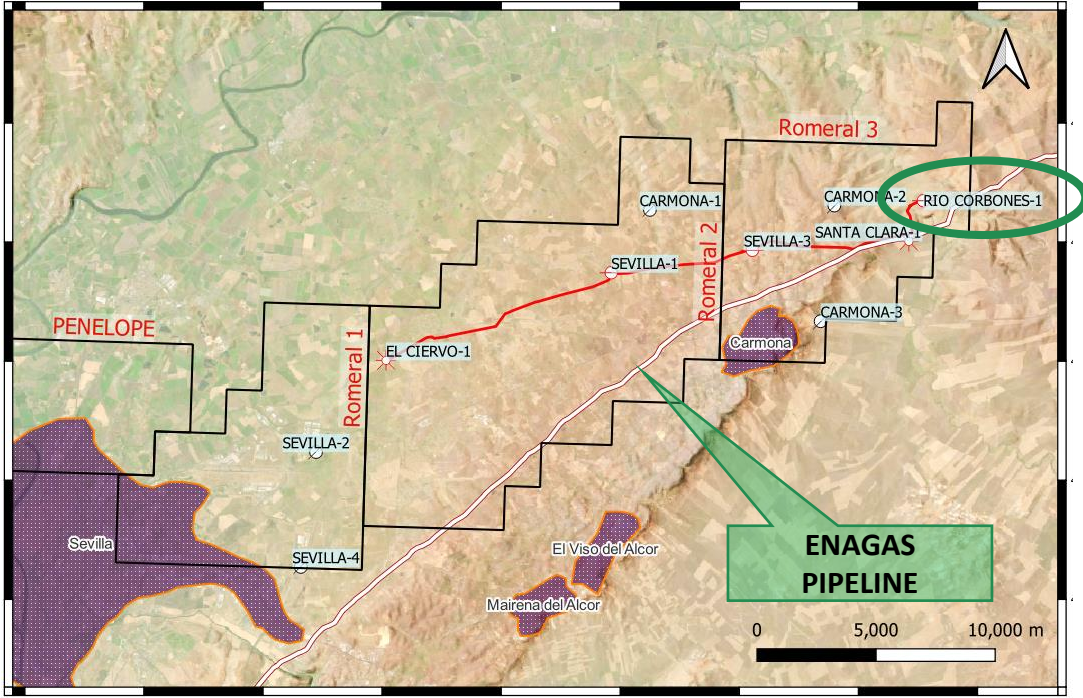 Romeral 3
CARMONA-1
CARMONA-2
RIO CORBONES-1
SANTA CLARA-1
SEVILLA-3
Romeral 2
SEVILLA-1
PENELOPE
CARMONA-3
Carmona
EL CIERVO-1
Romeral 1
SEVILLA-2
Sevilla
SEVILLA-4
El Viso del Alcor
Mairena del Alcor
ENAGAS
PIPELINE
0 5,000 10,000 m